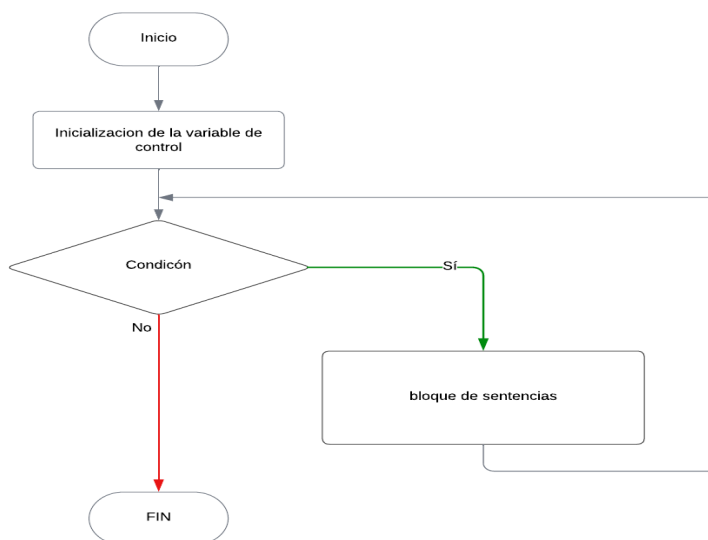 Inicio
Inicializacion de la variable de
control
Condicón
Sí
No
bloque de sentencias
FIN